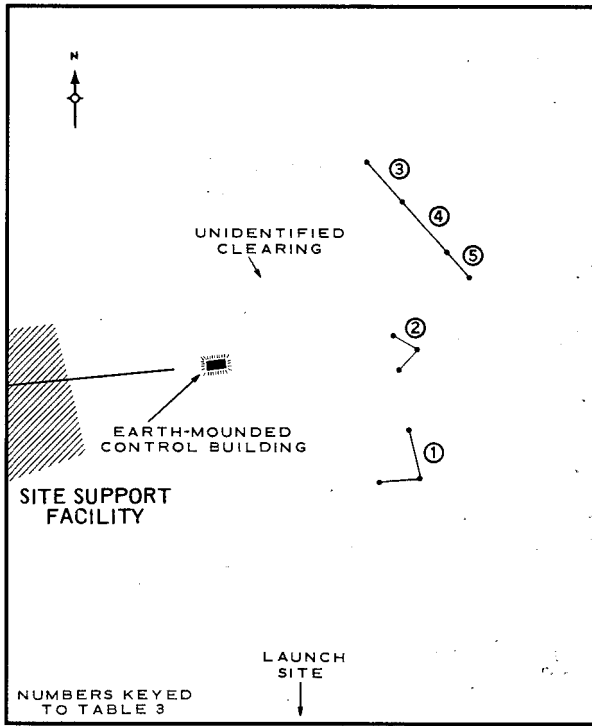 N
③
④
UNIDENTIFIED
CLEARING
⑤
②
EARTH-MOUNDED
CONTROL BUILDING
①
SITE SUPPORT
FACILITY
LAUNCH
SITE
NUMBERS KEYED
TO TABLE 3